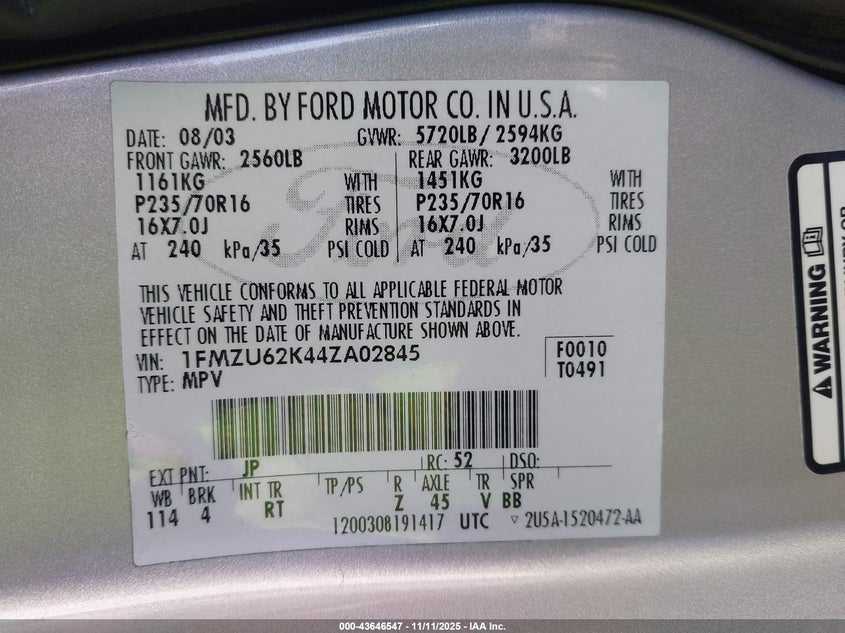 MFD. BY FORD MOTOR CO. IN U.S.A.
DATE: 08/03 GVWR: 5720LB/ 2594KG
FRONT GAWR: 2560LB REAR GAWR: 3200LB
1161KG WITH 1451KG WITH
P235/70R16 TIRES P235/70R16 TIRES
16X7.0J RIMS 16X7.0J RIMS
AT 240 kPa/35 PSI COLD AT 240 kPa/35 PSI COLD
Ford
THIS VEHICLE CONFORMS TO ALL APPLICABLE FEDERAL MOTOR
VEHICLE SAFETY AND THEFT PREVENTION STANDARDS IN
EFFECT ON THE DATE OF MANUFACTURE SHOWN ABOVE.
VIN: 1FMZU62K44ZA02845 F0010
TYPE: MPV T0491
EXT PNT: JP RC: 52 DSO:
WB BRK INT TR TP/PS R AXLE TR SPR
114 4 RT Z 45 V BB
1200308191417 UTC ▽ 2U5A-1520472-AA
WARNING
000-43646547 - 11/11/2025 - IAA Inc.